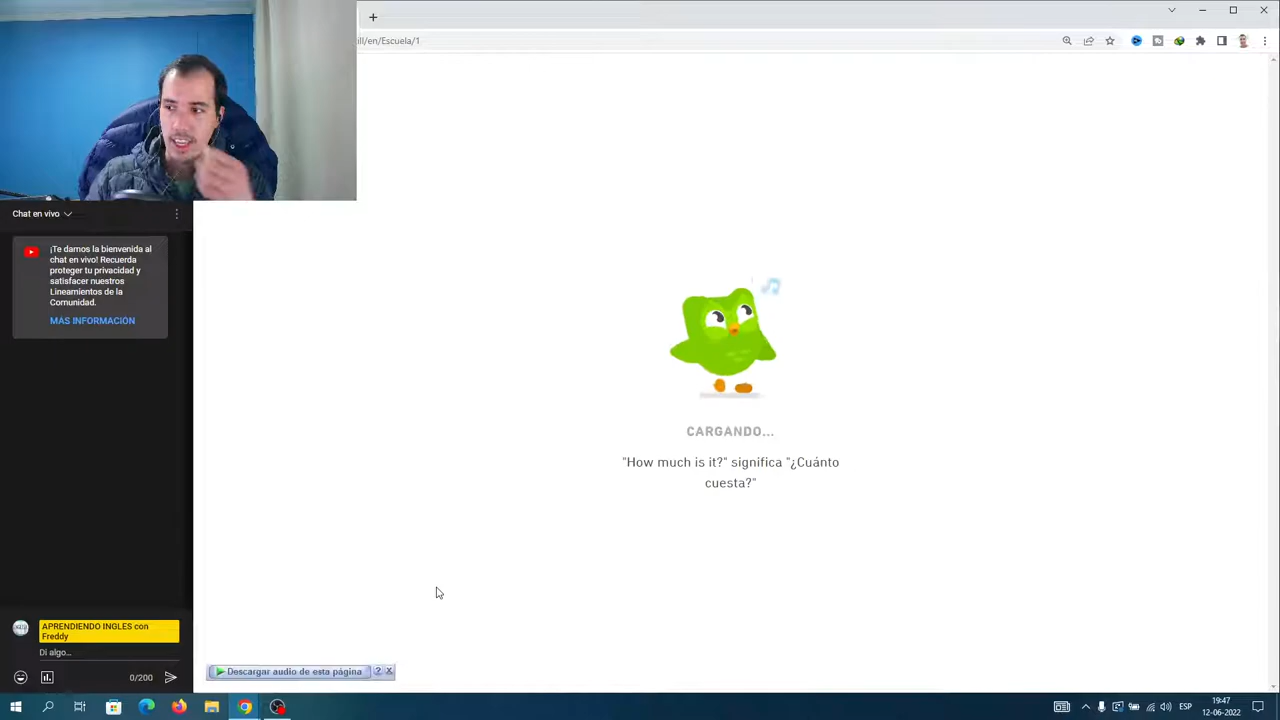 ill/en/Escuela/1
Chat en vivo
¡Te damos la bienvenida al
chat en vivo! Recuerda
proteger tu privacidad y
satisfacer nuestros
Lineamientos de la
Comunidad.
MÁS INFORMACIÓN
CARGANDO...
"How much is it?" significa "¿Cuánto
cuesta?"
APRENDIENDO INGLES con
Freddy
Di algo...
0/200
Descargar audio de esta página
?
ESP
19:47
12-06-2022